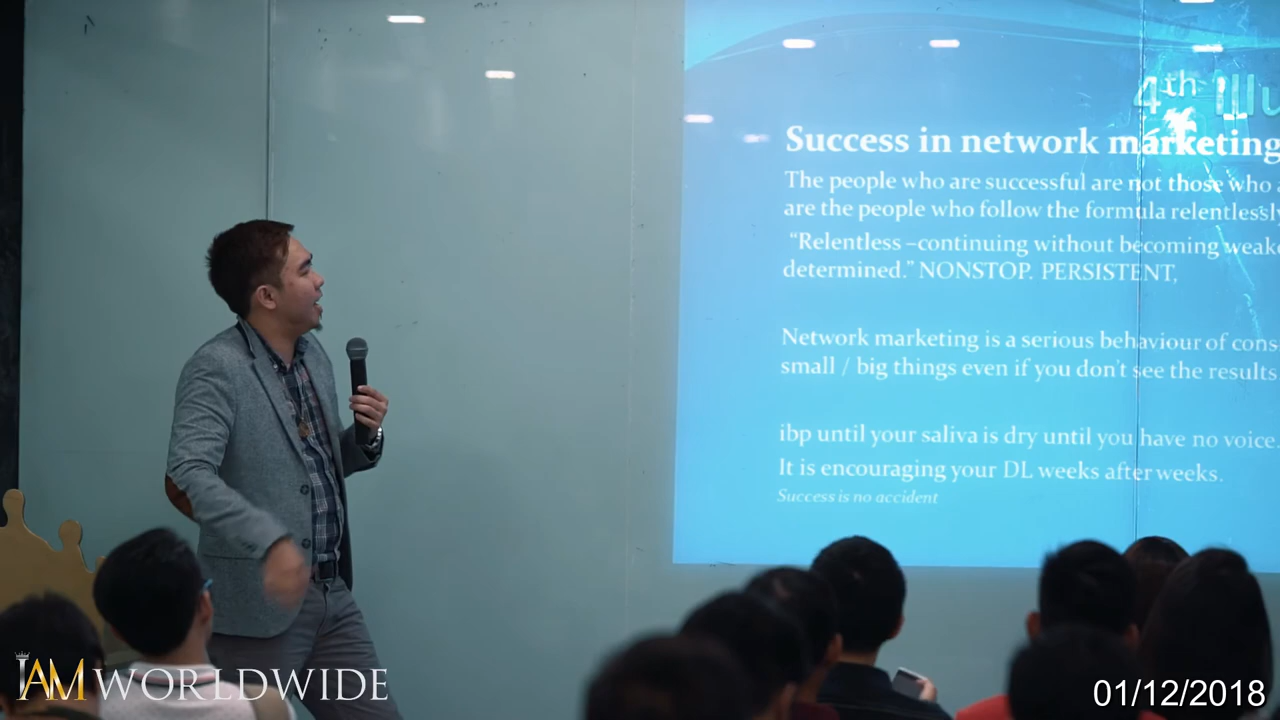 4th
Success in network marketing
The people who are successful are not those who
are the people who follow the formula relentlessly
“Relentless –continuing without becoming weake
determined.” NONSTOP. PERSISTENT,
Network marketing is a serious behaviour of cons
small / big things even if you don't see the results
ibp until your saliva is dry until you have no voice.
It is encouraging your DL weeks after weeks.
Success is no accident
IAM WORLDWIDE
01/12/2018